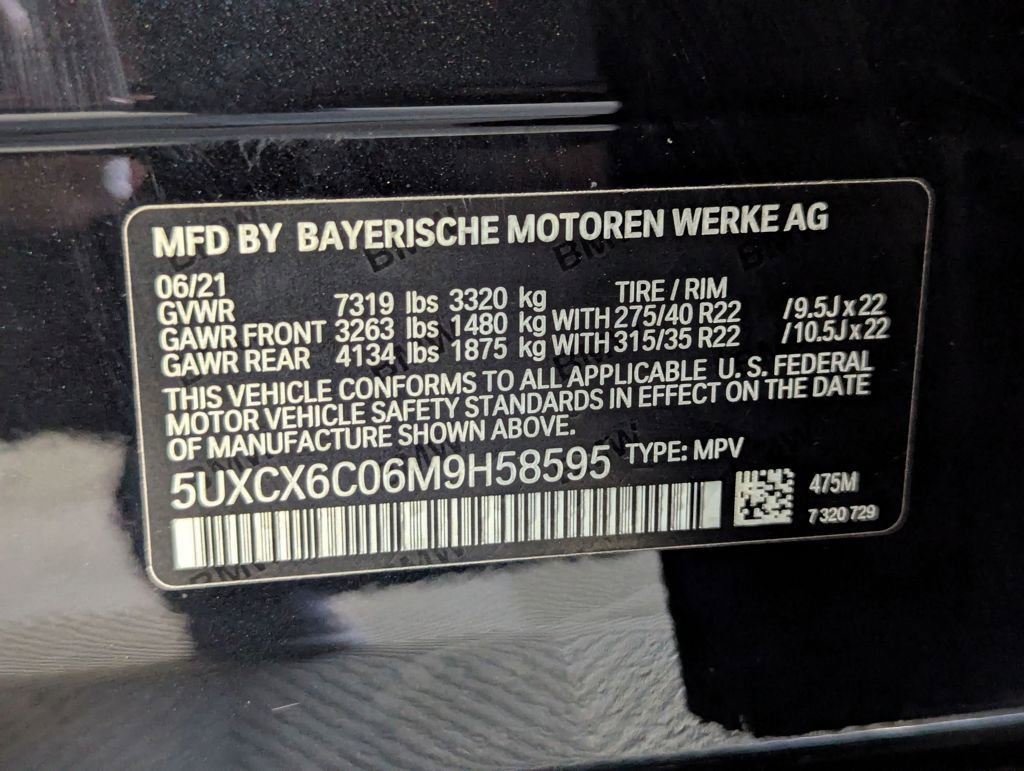 MFD BY BAYERISCHE MOTOREN WERKE AG
06/21 TIRE / RIM
GVWR 7319 lbs 3320 kg
GAWR FRONT 3263 lbs 1480 kg WITH 275/40 R22 /9.5J x 22
GAWR REAR 4134 lbs 1875 kg WITH 315/35 R22 /10.5J x 22
THIS VEHICLE CONFORMS TO ALL APPLICABLE U. S. FEDERAL
MOTOR VEHICLE SAFETY STANDARDS IN EFFECT ON THE DATE
OF MANUFACTURE SHOWN ABOVE.
5UXCX6C06M9H58595 TYPE: MPV
475M
7 320 729